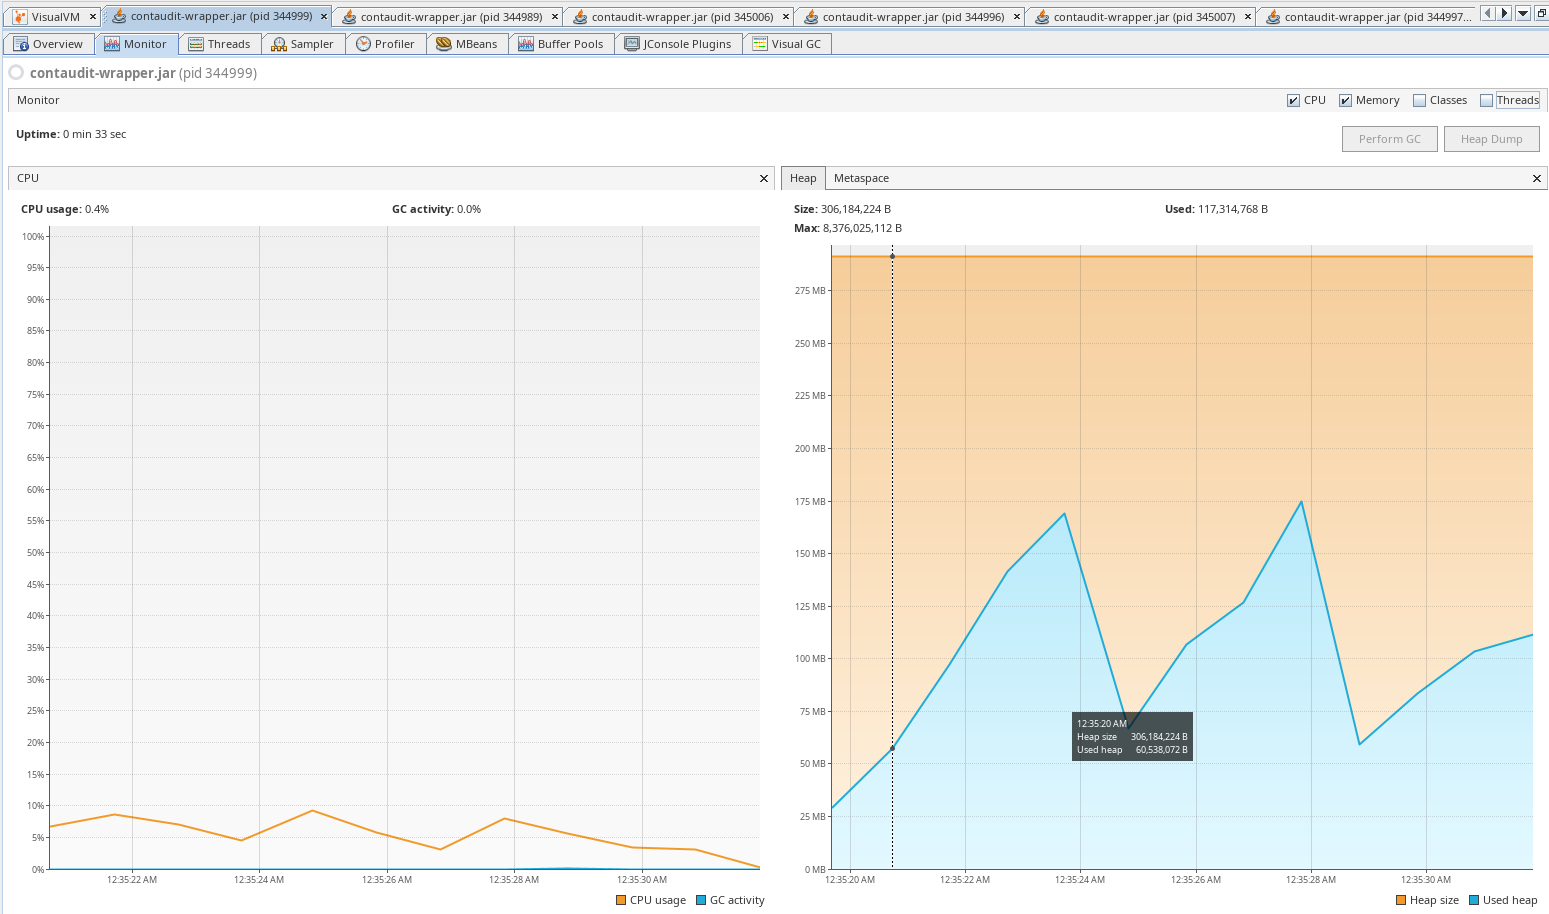 VisualVM contaudit-wrapper.jar (pid 344999) contaudit-wrapper.jar (pid 344989) contaudit-wrapper.jar (pid 345006) contaudit-wrapper.jar (pid 344996) contaudit-wrapper.jar (pid 345007) contaudit-wrapper.jar (pid 344997...
Overview Monitor Threads Sampler Profiler MBeans Buffer Pools JConsole Plugins Visual GC
contaudit-wrapper.jar (pid 344999)
Monitor CPU Memory Classes Threads
Uptime: 0 min 33 sec
Perform GC Heap Dump
CPU
CPU usage: 0.4% GC activity: 0.0%
100%
95%
90%
85%
80%
75%
70%
65%
60%
55%
50%
45%
40%
35%
30%
25%
20%
15%
10%
5%
0%
12:35:22 AM 12:35:24 AM 12:35:26 AM 12:35:28 AM 12:35:30 AM
CPU usage GC activity
Heap Metaspace
Size: 306,184,224 B Used: 117,314,768 B
Max: 8,376,025,112 B
275 MB
250 MB
225 MB
200 MB
175 MB
150 MB
125 MB
100 MB
75 MB
50 MB
25 MB
0 MB
12:35:20 AM
Heap size 306,184,224 B
Used heap 60,538,072 B
12:35:20 AM 12:35:22 AM 12:35:24 AM 12:35:26 AM 12:35:28 AM 12:35:30 AM
Heap size Used heap